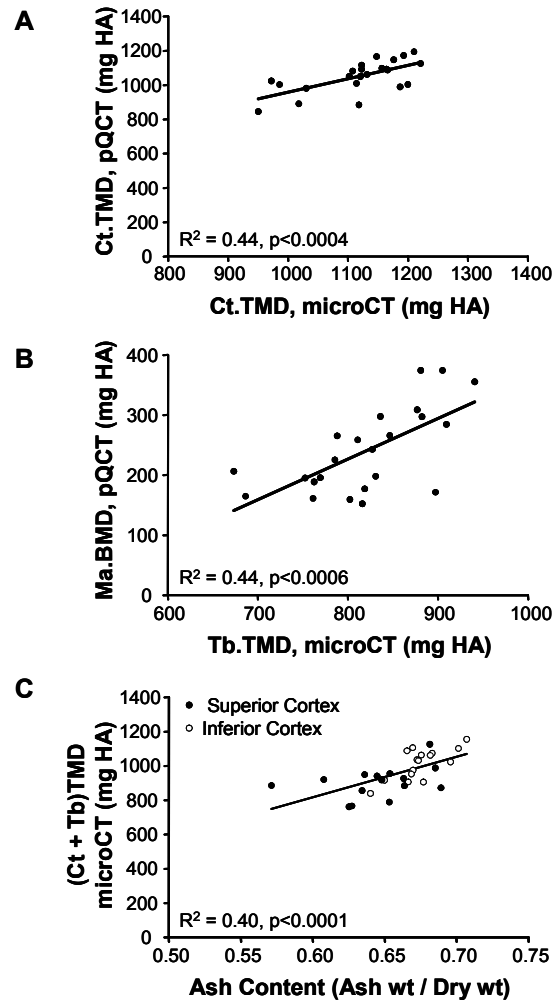 A
Ct.TMD, pQCT (mg HA)
1400
1200
1000
800
600
400
200
0
R² = 0.44, p<0.0004
800 900 1000 1100 1200 1300 1400
Ct.TMD, microCT (mg HA)
B
Ma.BMD, pQCT (mg HA)
400
300
200
100
0
R² = 0.44, p<0.0006
600 700 800 900 1000
Tb.TMD, microCT (mg HA)
C
(Ct + Tb)TMD
microCT (mg HA)
1400
1200
1000
800
600
400
200
0
Superior Cortex
Inferior Cortex
R² = 0.40, p<0.0001
0.50 0.55 0.60 0.65 0.70 0.75
Ash Content (Ash wt / Dry wt)